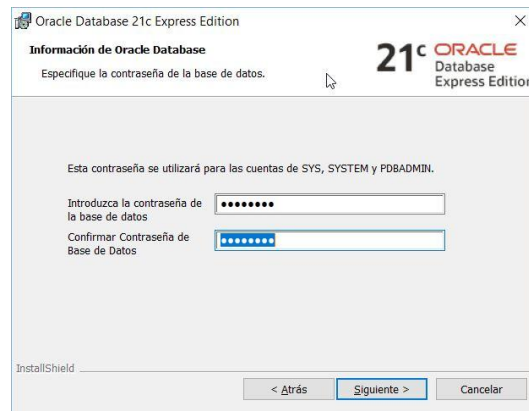 Oracle Database 21c Express Edition
Información de Oracle Database
Especifique la contraseña de la base de datos.
21c ORACLE
Database
Express Edition
Esta contraseña se utilizará para las cuentas de SYS, SYSTEM y PDBADMIN.
Introduzca la contraseña de
la base de datos
••••••••
Confirmar Contraseña de
Base de Datos
••••••••
InstallShield
< Atrás
Siguiente >
Cancelar